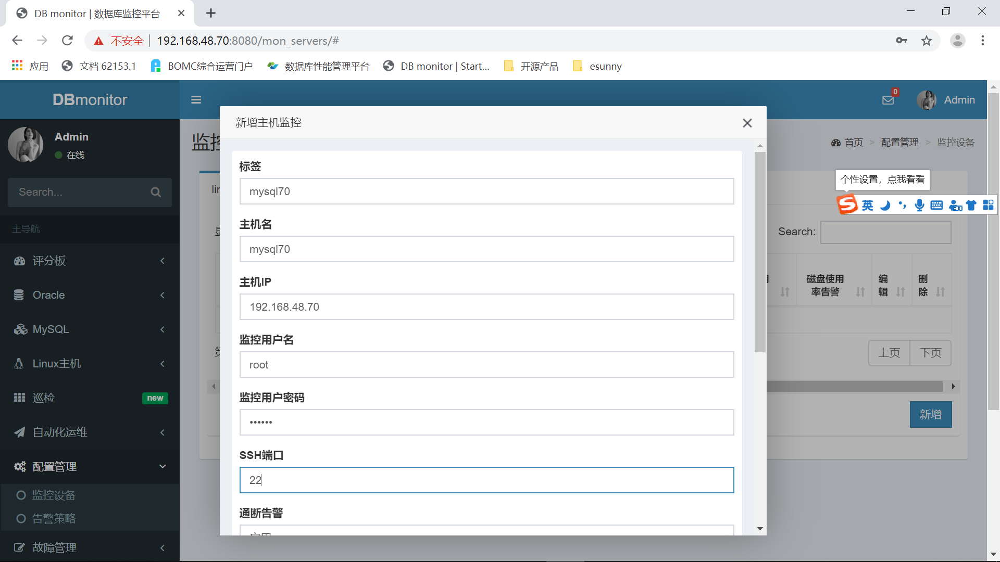 DB monitor | 数据库监控平台
不安全
192.168.48.70:8080/mon_servers/#
应用
文档 62153.1
BOMC综合运营门户
数据库性能管理平台
DB monitor | Start...
开源产品
esunny
DBmonitor
0
Admin
Admin
在线
Search...
主导航
评分板
Oracle
MySQL
Linux主机
巡检
new
自动化运维
配置管理
监控设备
告警策略
故障管理
监控
首页 > 配置管理 > 监控设备
新增主机监控
标签
mysql70
主机名
mysql70
主机IP
192.168.48.70
监控用户名
root
监控用户密码
••••••
SSH端口
22
通断告警
个性设置，点我看看
英
Search:
磁盘使用
率告警
编
辑
删
除
上页
下页
新增